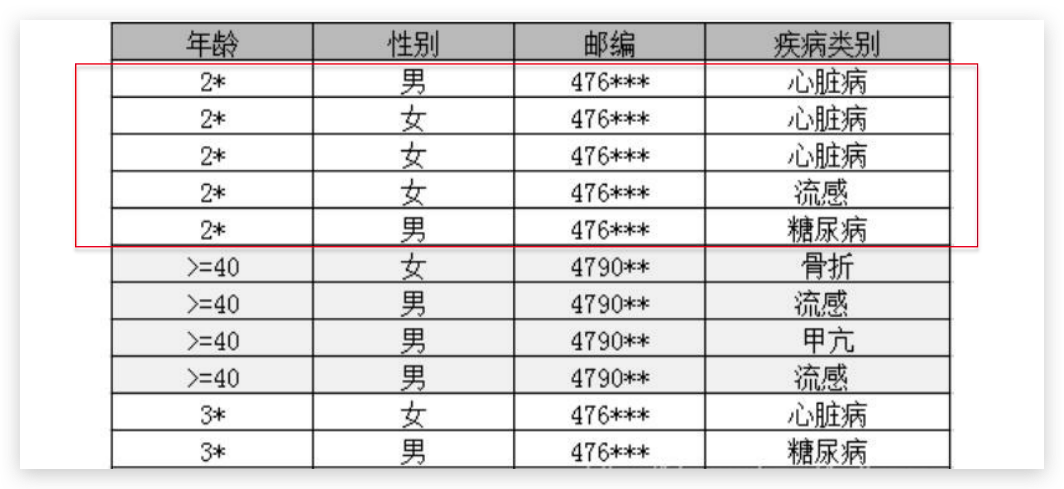 年龄 性别 邮编 疾病类别
2* 男 476*** 心脏病
2* 女 476*** 心脏病
2* 女 476*** 心脏病
2* 女 476*** 流感
2* 男 476*** 糖尿病
>=40 女 4790** 骨折
>=40 男 4790** 流感
>=40 男 4790** 甲亢
>=40 男 4790** 流感
3* 女 476*** 心脏病
3* 男 476*** 糖尿病